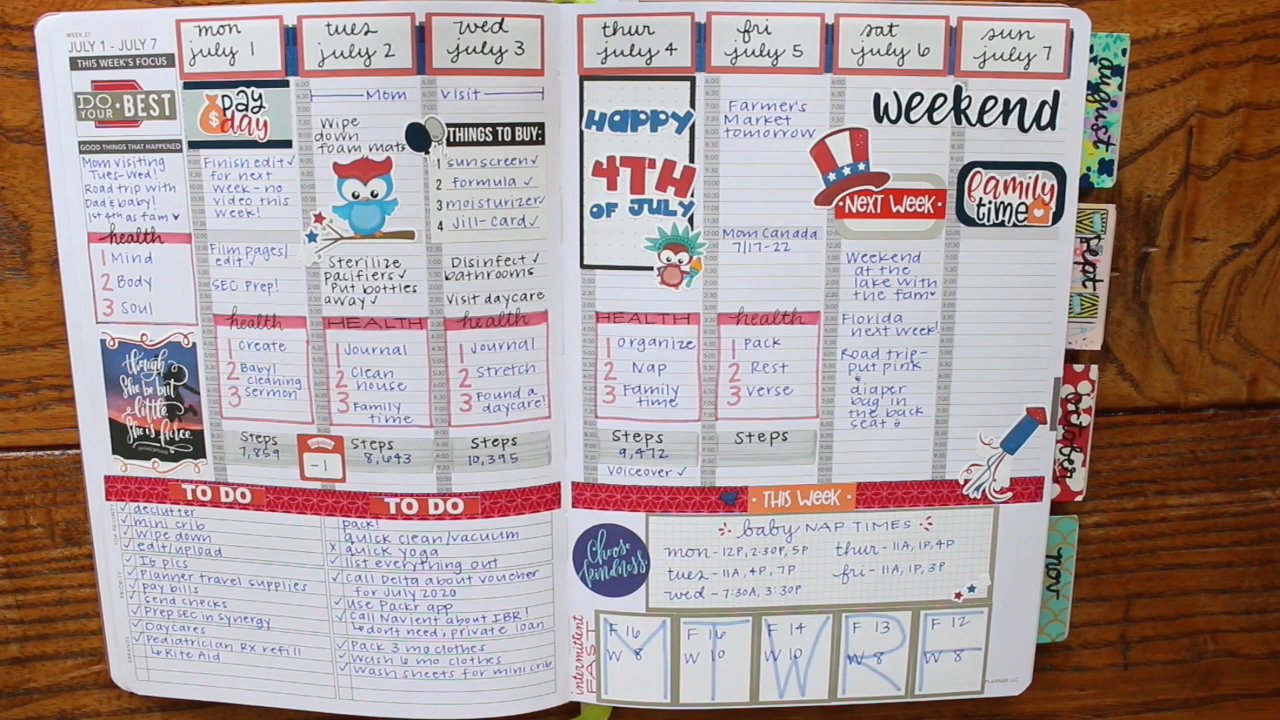 WEEK 27
JULY 1 - JULY 7
THIS WEEK'S FOCUS
DO YOUR BEST
GOOD THINGS THAT HAPPENED
Mom visiting
Tues-Wed!
Road trip with
Dad & baby!
1st 4th as fam
health
1 Mind
2 Body
3 Soul
though
she be but
little,
she is fierce.
mon
july 1
pay
day
Finish edit ✓
for next
week - no
video this
week!
Film pages/
edit ✓
SEC Prep!
health
1 create
2 Baby!
cleaning
3 sermon
Steps
7,859
-1
tues
july 2
Mom
Wipe
down
foam mats
Sterilize
pacifiers ✓
Put bottles
away ✓
HEALTH
1 Journal
2 Clean
house
3 Family
time
Steps
8,643
wed
july 3
visit
THINGS TO BUY:
1 sunscreen ✓
2 formula ✓
3 moisturizer ✓
4 Jill-card ✓
Disinfect ✓
bathrooms
Visit daycare
health
1 Journal
2 Stretch
3 Found a
daycare!
Steps
10,395
thur
july 4
HAPPY
4TH
OF JULY
HEALTH
1 organize
2 Nap
3 Family
time
Steps
9,472
voiceover ✓
fri
july 5
Farmer's
Market
tomorrow
Mom Canada
7/17-22
health
1 Pack
2 Rest
3 verse
Steps
sat
july 6
weekend
NEXT WEEK
Weekend
at the
lake with
the fam
Florida
next week!
Road trip-
put pink
&
diaper
bag in
the back
seat
sun
july 7
family
time
august
sept
october
nov
TO DO
✓ declutter
✓ mini crib
✓ wipe down
✓ edit/upload
✓ IG pics
✓ Planner travel supplies
✓ pay bills
✓ send checks
✓ Prep SEC in synergy
✓ Daycares
✓ Pediatrician RX refill
↳ Rite Aid
TO DO
pack!
quick clean/vacuum
x quick yoga
✓ list everything out
✓ call Delta about voucher
for July 2020
✓ use Packr app
✓ call Navient about IBR!
↳ don't need, private loan
✓ Pack 3 mo clothes
✓ Wash 6 mo clothes
✓ Wash sheets for mini crib
THIS WEEK
Choose
kindness
baby NAP TIMES
mon - 12P, 2:30P, 5P
tues - 11A, 4P, 7P
wed - 7:30A, 3:30P
thur - 11A, 1P, 4P
fri - 11A, 1P, 3P
intermittent
FAST
M
F 16
W 8
T
F 16
W 10
W
F 14
W 10
R
F 13
W 8
F
F 12
W 8